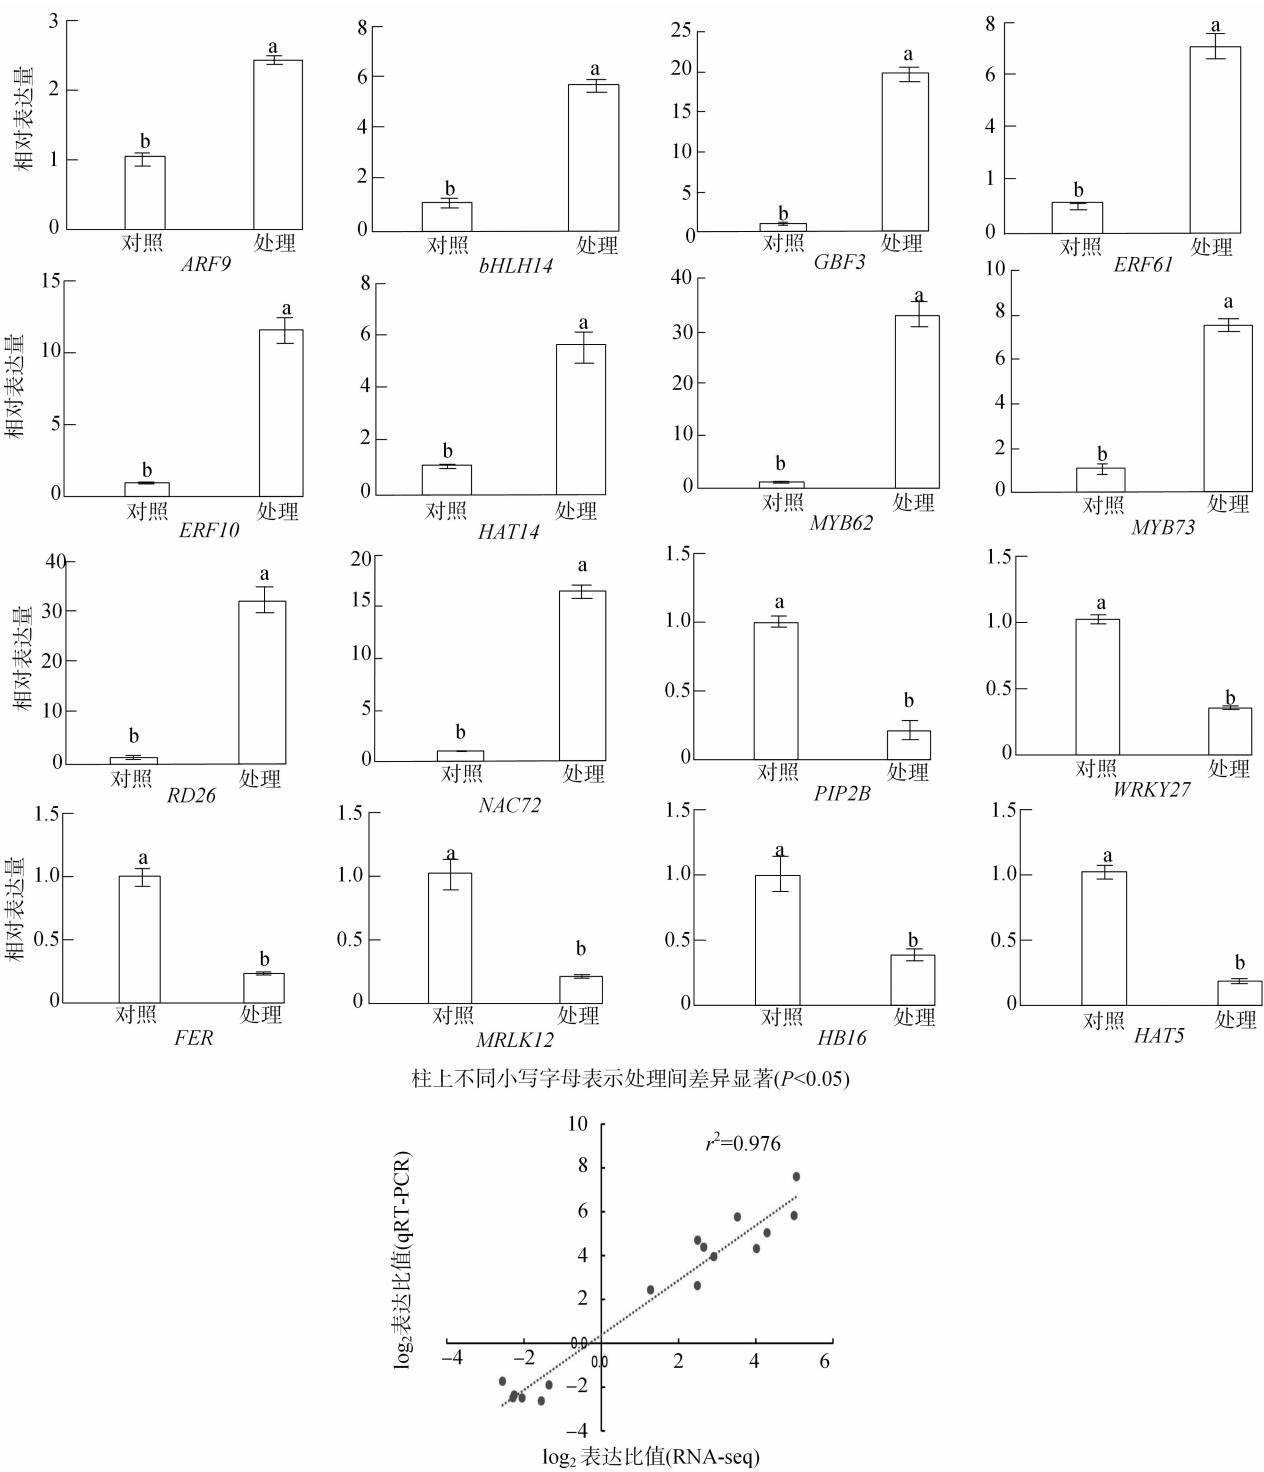 3 2 1 0 相对表达量 b a 对照 处理 ARF9
8 6 4 2 0 b a 对照 处理 bHLH14
25 20 15 10 5 0 b a 对照 处理 GBF3
8 6 4 1 0 b a 对照 处理 ERF61
15 10 5 0 相对表达量 b a 对照 处理 ERF10
8 6 4 2 0 b a 对照 处理 HAT14
40 30 20 10 0 b a 对照 处理 MYB62
10 8 6 4 2 0 b a 对照 处理 MYB73
40 30 20 10 0 相对表达量 b a 对照 处理 RD26
20 15 10 5 0 b a 对照 处理 NAC72
1.5 1.0 0.5 0 a b 对照 处理 PIP2B
1.5 1.0 0.5 0 a b 对照 处理 WRKY27
1.5 1.0 0.5 0 相对表达量 a b 对照 处理 FER
1.5 1.0 0.5 0 a b 对照 处理 MRLK12
1.5 1.0 0.5 0 a b 对照 处理 HB16
1.5 1.0 0.5 0 a b 对照 处理 HAT5
柱上不同小写字母表示处理间差异显著(P<0.05)
10 8 6 4 2 0.0 −2 −4
r²=0.976
log₂表达比值(qRT-PCR)
−4 −2 0.0 2 4 6
log₂表达比值(RNA-seq)